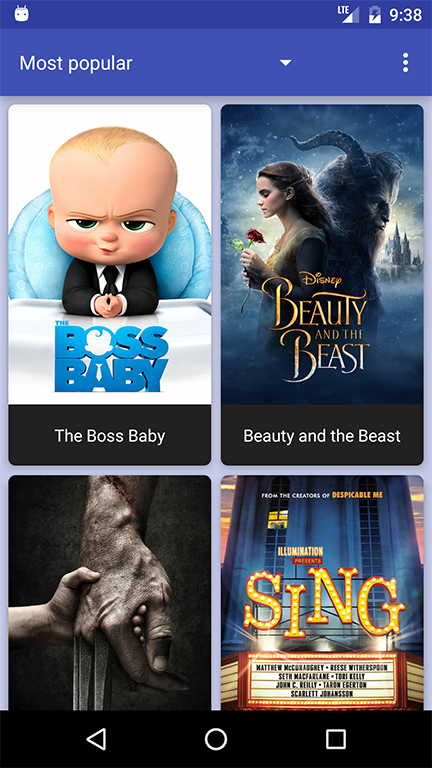 LTE
9:38
Most popular
THE
BOSS
BABY
Disney
BEAUTY
AND THE
BEAST
The Boss Baby
Beauty and the Beast
FROM THE CREATORS OF DESPICABLE ME
ILLUMINATION
PRESENTS
SING
MATTHEW McCONAUGHEY • REESE WITHERSPOON
SETH MACFARLANE • TORI KELLY
JOHN C. REILLY • TARON EGERTON
SCARLETT JOHANSSON